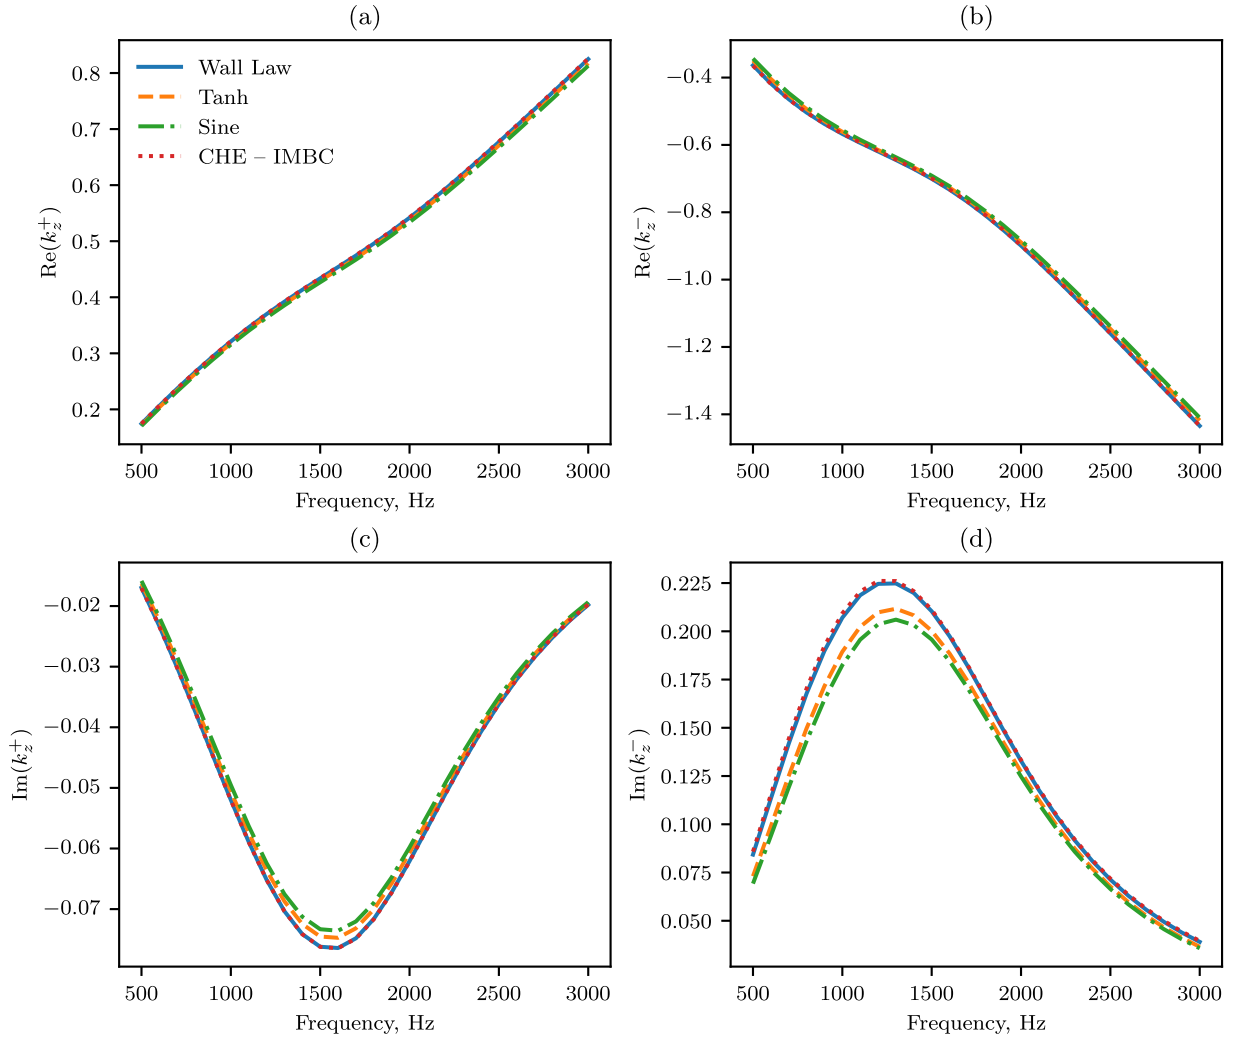 (a)
Wall Law
Tanh
Sine
CHE – IMBC
0.8
0.7
0.6
0.5
0.4
0.3
0.2
Re(k_z^+)
500 1000 1500 2000 2500 3000
Frequency, Hz
(b)
−0.4
−0.6
−0.8
−1.0
−1.2
−1.4
Re(k_z^−)
500 1000 1500 2000 2500 3000
Frequency, Hz
(c)
−0.02
−0.03
−0.04
−0.05
−0.06
−0.07
Im(k_z^+)
500 1000 1500 2000 2500 3000
Frequency, Hz
(d)
0.225
0.200
0.175
0.150
0.125
0.100
0.075
0.050
Im(k_z^−)
500 1000 1500 2000 2500 3000
Frequency, Hz